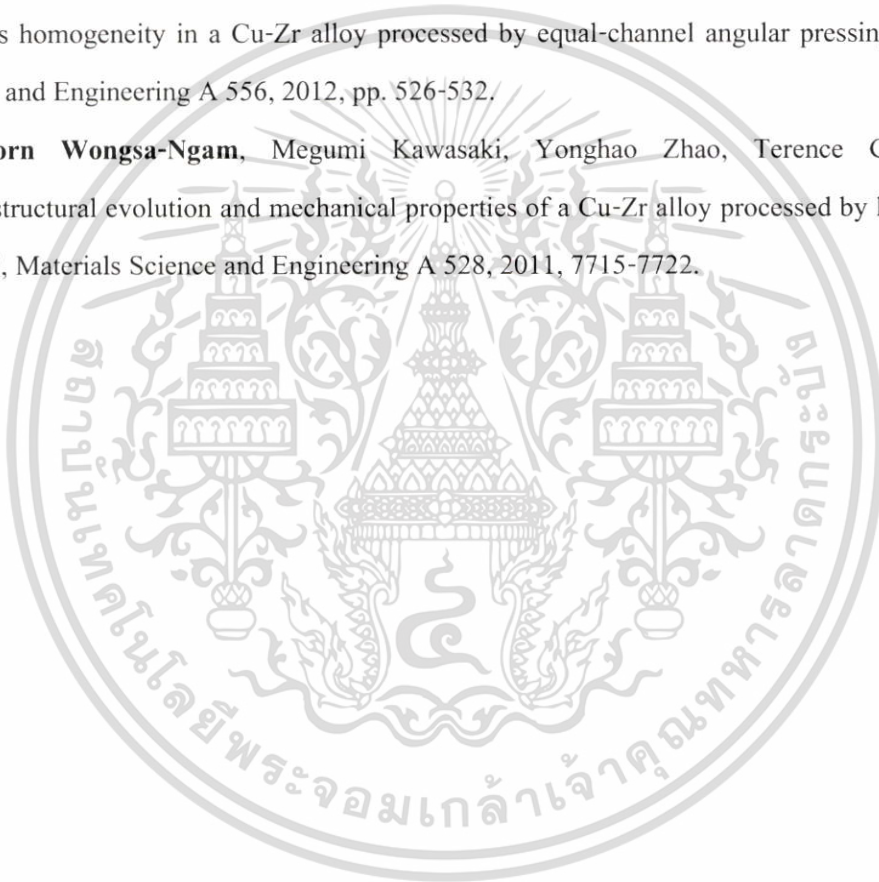 s homogeneity in a Cu-Zr alloy processed by equal-channel angular pressin
and Engineering A 556, 2012, pp. 526-532.
orn Wongsa-Ngam, Megumi Kawasaki, Yonghao Zhao, Terence
structural evolution and mechanical properties of a Cu-Zr alloy processed by
, Materials Science and Engineering A 528, 2011, 7715-7722.
สถาบันเทคโนโลยีพระจอมเกล้าเจ้าคุณทหารลาดกระบัง